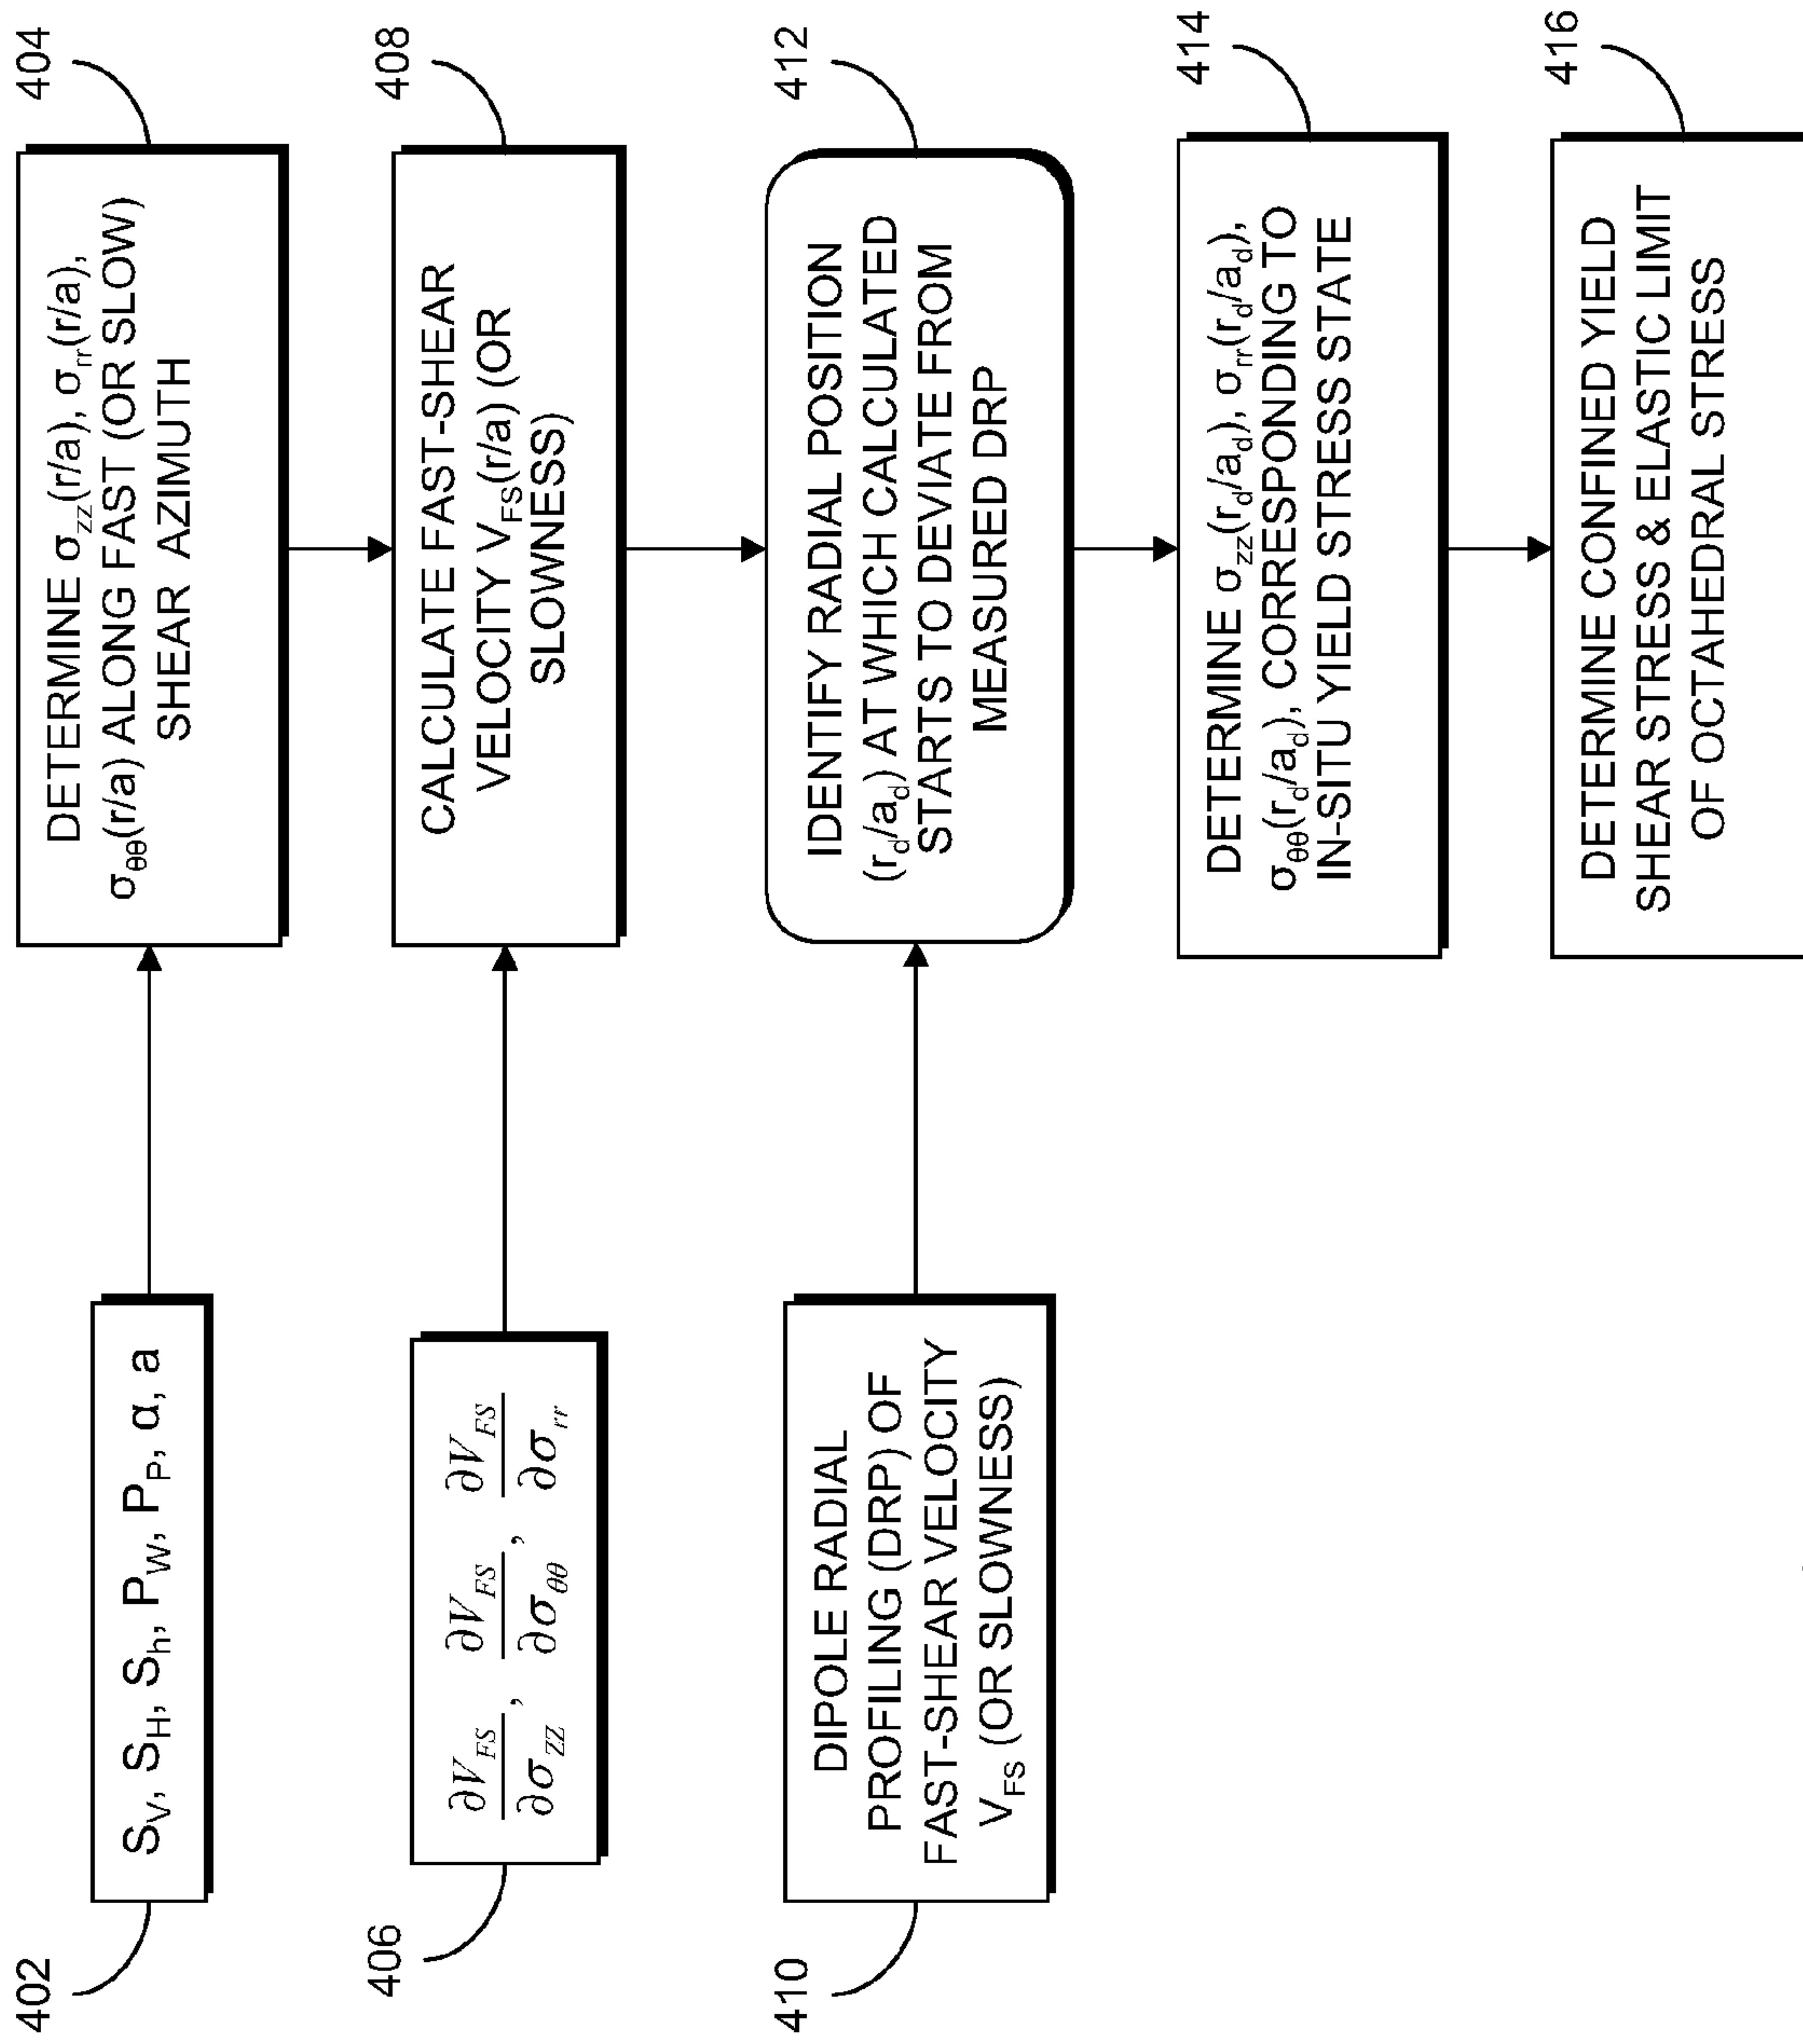 402
S_V, S_H, S_h, P_W, P_P, α, a
404
DETERMINE σ_zz(r/a), σ_rr(r/a),
σ_θθ(r/a) ALONG FAST (OR SLOW)
SHEAR AZIMUTH
406
∂V_FS/∂σ_ZZ, ∂V_FS/∂σ_θθ, ∂V_FS/∂σ_rr
408
CALCULATE FAST-SHEAR
VELOCITY V_FS(r/a) (OR
SLOWNESS)
410
DIPOLE RADIAL
PROFILING (DRP) OF
FAST-SHEAR VELOCITY
V_FS (OR SLOWNESS)
412
IDENTIFY RADIAL POSITION
(r_d/a_d) AT WHICH CALCULATED
STARTS TO DEVIATE FROM
MEASURED DRP
414
DETERMINE σ_zz(r_d/a_d), σ_rr(r_d/a_d),
σ_θθ(r_d/a_d), CORRESPONDING TO
IN-SITU YIELD STRESS STATE
416
DETERMINE CONFINED YIELD
SHEAR STRESS & ELASTIC LIMIT
OF OCTAHEDRAL STRESS